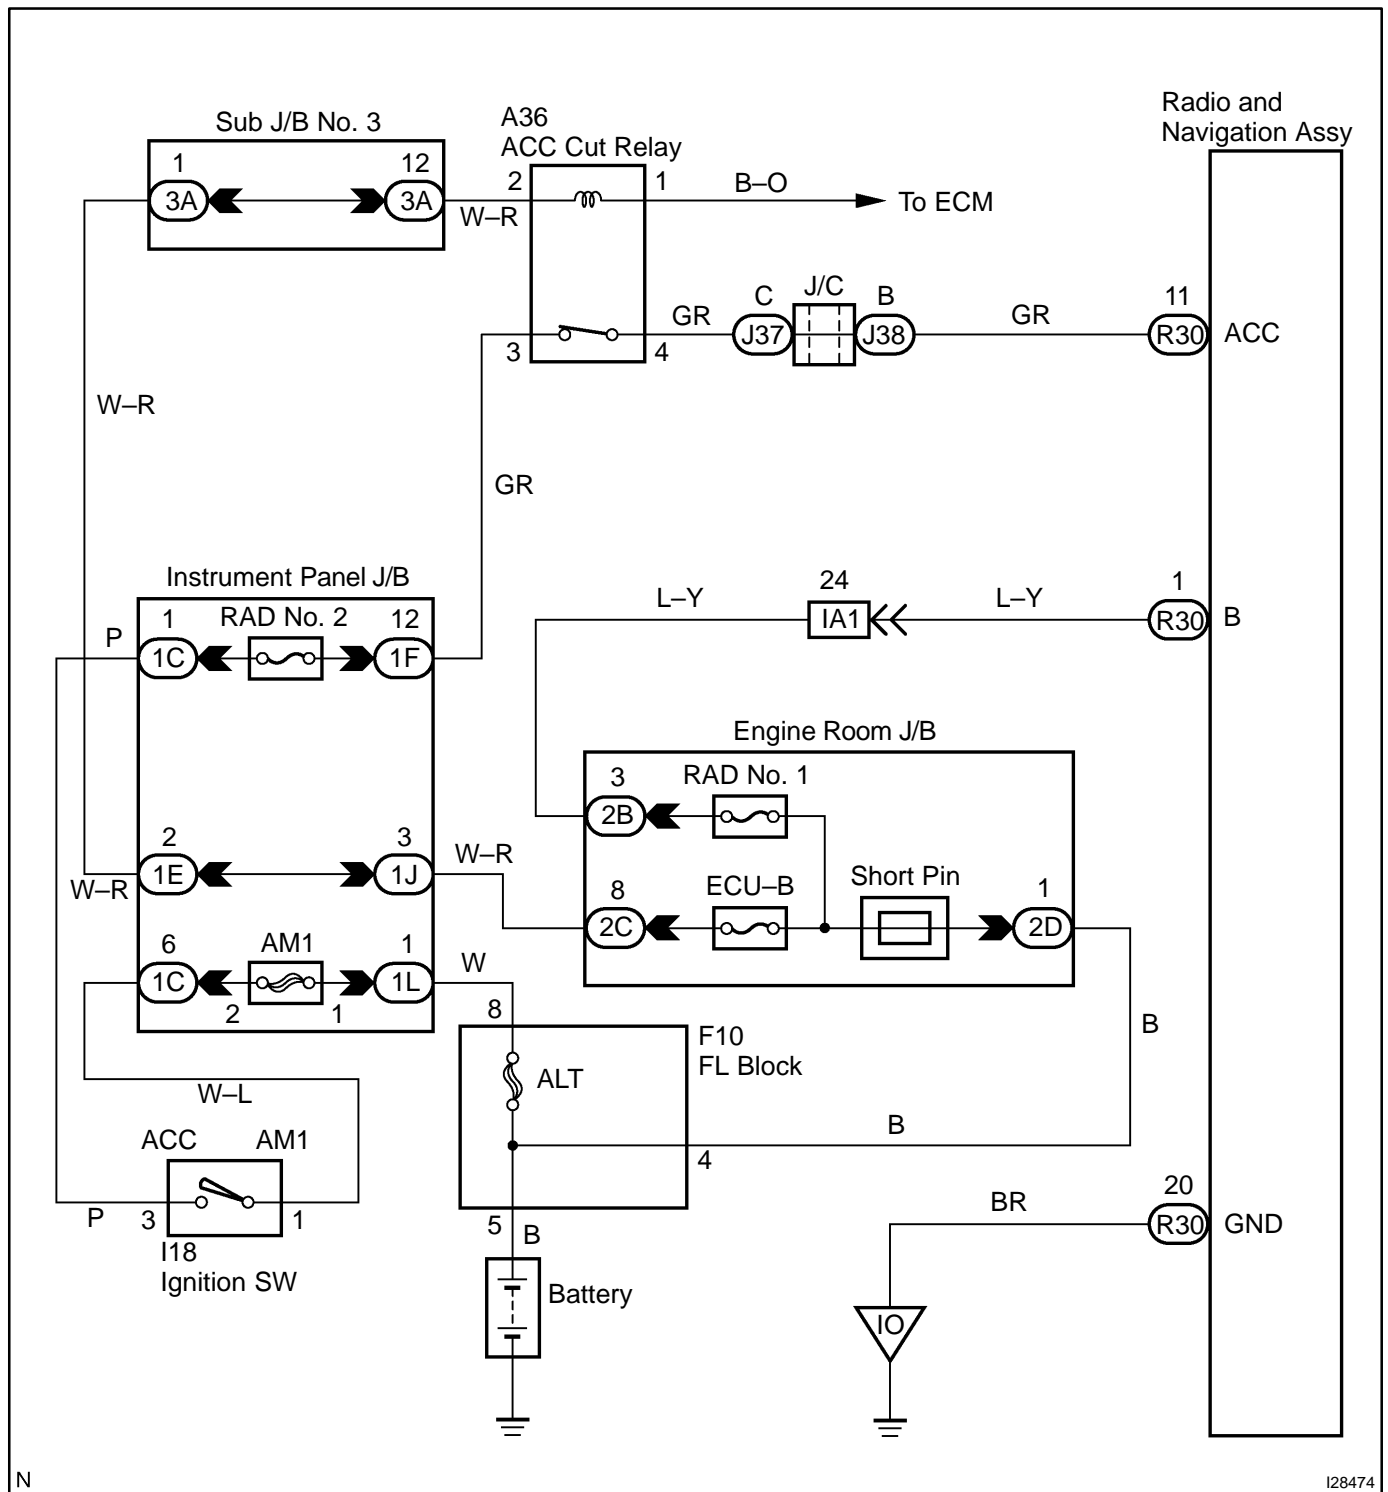 Radio and
Navigation Assy
Sub J/B No. 3
A36
ACC Cut Relay
1
12
2
1
B–O
3A
3A
W–R
To ECM
C
J/C
B
11
GR
GR
J37
J38
R30
ACC
3
4
W–R
GR
Instrument Panel J/B
24
1
L–Y
L–Y
P
1
RAD No. 2
12
IA1
R30
B
1C
1F
Engine Room J/B
3
RAD No. 1
2B
2
3
W–R
W–R
1E
1J
8
ECU–B
Short Pin
1
2C
2D
6
AM1
1
W
1C
1L
2
1
8
F10
FL Block
B
ALT
W–L
ACC
AM1
B
4
20
BR
R30
GND
P
3
1
5
B
I18
Ignition SW
Battery
IO
N
I28474